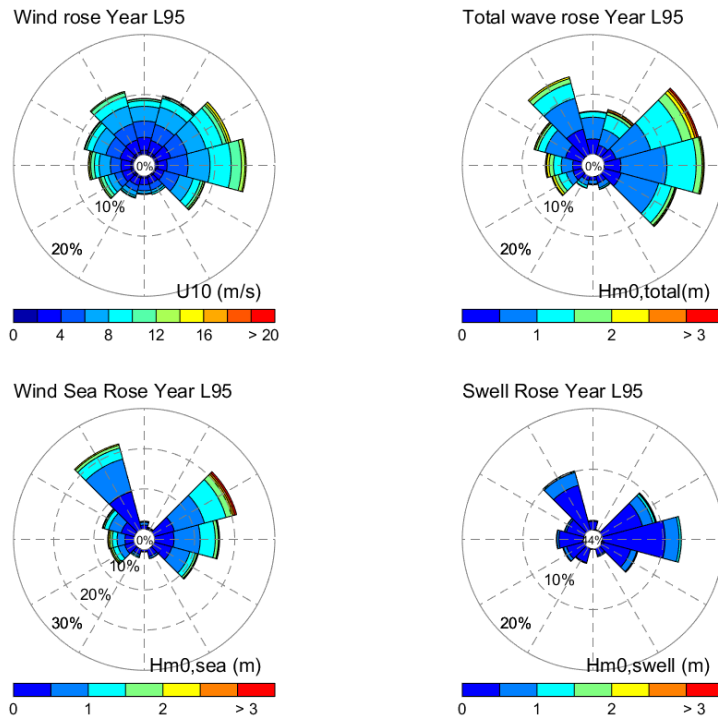 Wind rose Year L95
0%
10%
20%
U10 (m/s)
0 4 8 12 16 > 20
Total wave rose Year L95
0%
10%
20%
Hm0,total(m)
0 1 2 > 3
Wind Sea Rose Year L95
0%
10%
20%
30%
Hm0,sea (m)
0 1 2 > 3
Swell Rose Year L95
10%
20%
Hm0,swell (m)
0 1 2 > 3